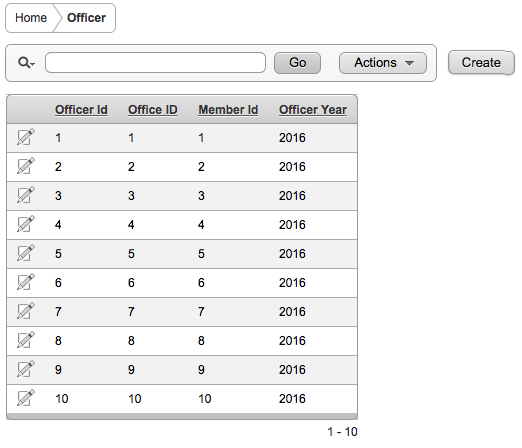 Home Officer
Go Actions Create
Officer Id Office ID Member Id Officer Year
1 1 1 2016
2 2 2 2016
3 3 3 2016
4 4 4 2016
5 5 5 2016
6 6 6 2016
7 7 7 2016
8 8 8 2016
9 9 9 2016
10 10 10 2016
1 - 10